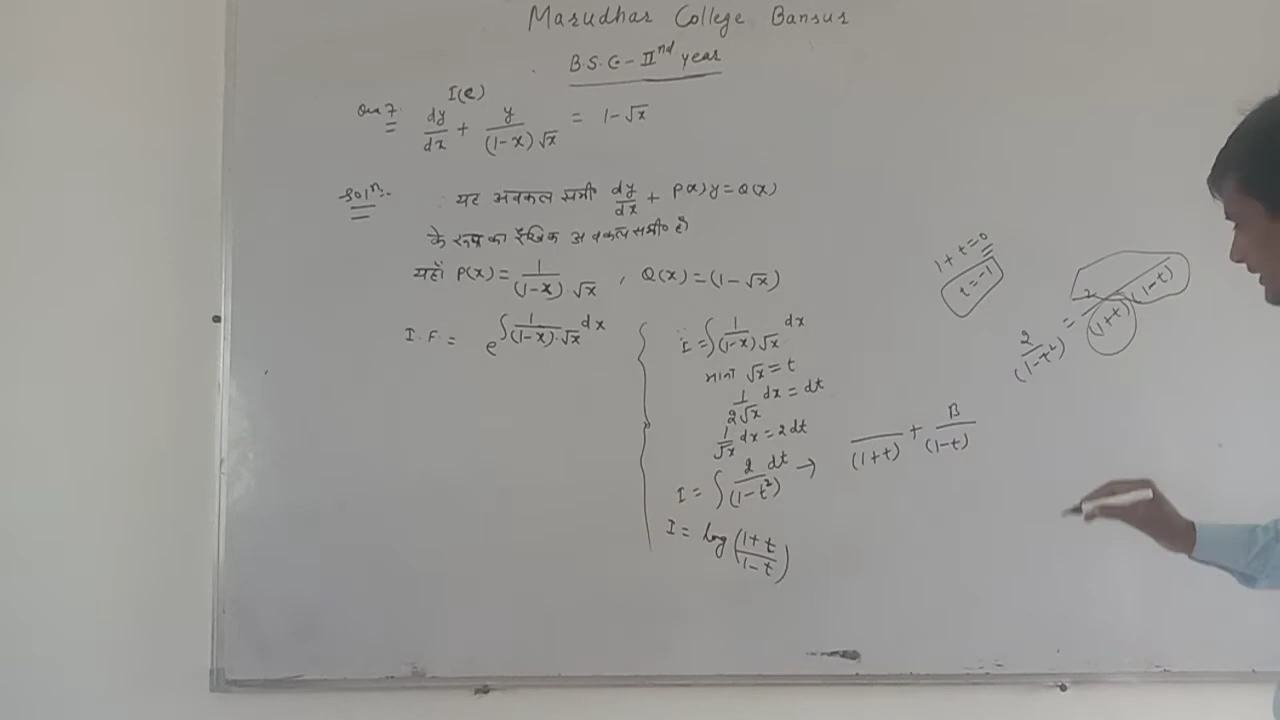 Marudhar College Bansur
B.S.C - IInd year
I(e)
Que 7. dy/dx + y/((1-x)√x) = 1-√x
Solⁿ:- ∵ यह अवकल समी० dy/dx + P(x)y = Q(x)
के रूप का रैखिक अवकल समी० है
यहाँ P(x) = 1/((1-x)√x) , Q(x) = (1-√x)
I.F. = e^∫ 1/((1-x).√x) dx
∵ I = ∫ 1/((1-x)√x) dx
माना √x = t
1/(2√x) dx = dt
1/√x dx = 2dt
I = ∫ 2 dt/(1-t²) →
I = log ((1+t)/(1-t))
/(1+t) + B/(1-t)
1+t=0
t=-1
2/(1-t²) = 2/((1+t)(1-t))